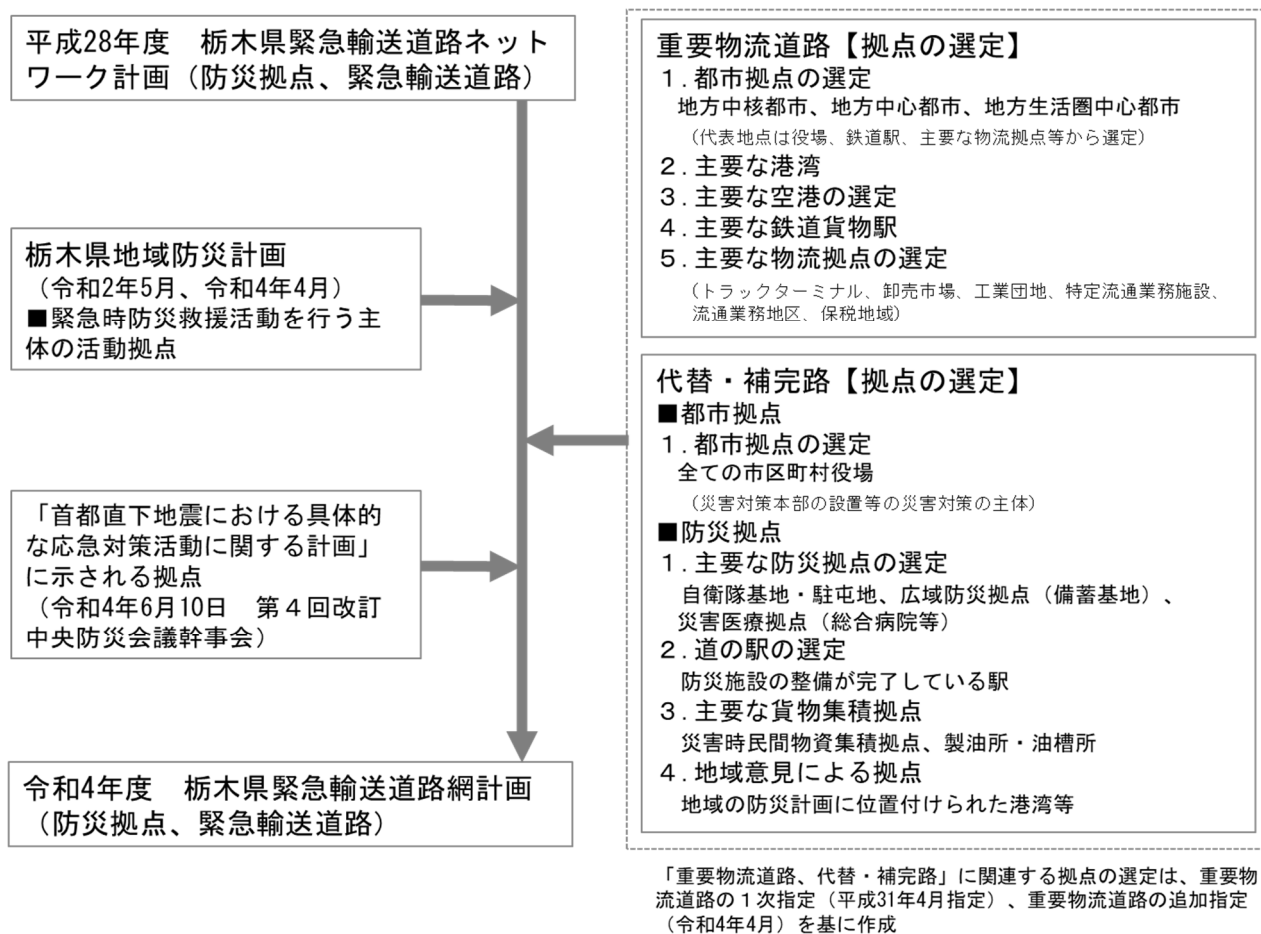 平成28年度　栃木県緊急輸送道路ネット
ワーク計画（防災拠点、緊急輸送道路）
栃木県地域防災計画
（令和2年5月、令和4年4月）
■緊急時防災救援活動を行う主
体の活動拠点
「首都直下地震における具体的
な応急対策活動に関する計画」
に示される拠点
（令和4年6月10日　第４回改訂
中央防災会議幹事会）
令和4年度　栃木県緊急輸送道路網計画
（防災拠点、緊急輸送道路）
重要物流道路【拠点の選定】
１.都市拠点の選定
地方中核都市、地方中心都市、地方生活圏中心都市
（代表地点は役場、鉄道駅、主要な物流拠点等から選定）
２.主要な港湾
３.主要な空港の選定
４.主要な鉄道貨物駅
５.主要な物流拠点の選定
（トラックターミナル、卸売市場、工業団地、特定流通業務施設、
流通業務地区、保税地域）
代替・補完路【拠点の選定】
■都市拠点
１.都市拠点の選定
全ての市区町村役場
（災害対策本部の設置等の災害対策の主体）
■防災拠点
１.主要な防災拠点の選定
自衛隊基地・駐屯地、広域防災拠点（備蓄基地）、
災害医療拠点（総合病院等）
２.道の駅の選定
防災施設の整備が完了している駅
３.主要な貨物集積拠点
災害時民間物資集積拠点、製油所・油槽所
４.地域意見による拠点
地域の防災計画に位置付けられた港湾等
「重要物流道路、代替・補完路」に関連する拠点の選定は、重要物
流道路の１次指定（平成31年4月指定）、重要物流道路の追加指定
（令和4年4月）を基に作成